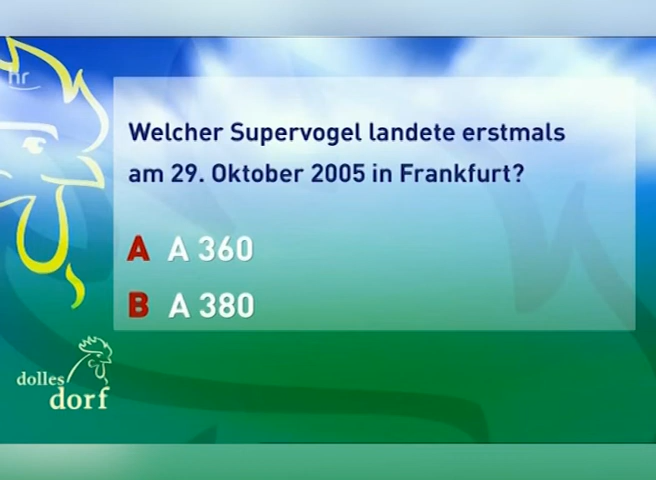 hr
Welcher Supervogel landete erstmals
am 29. Oktober 2005 in Frankfurt?
A A 360
B A 380
dolles
dorf